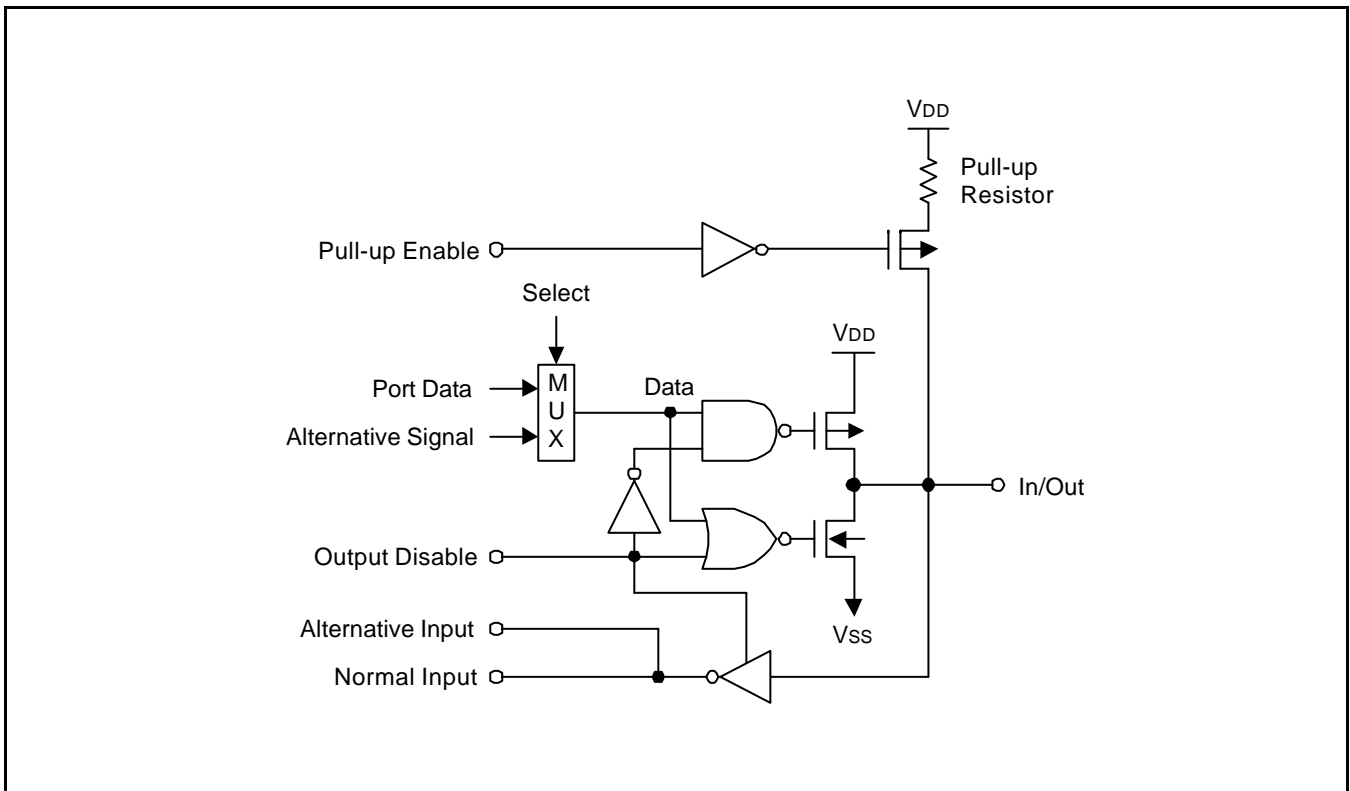 VDD
Pull-up
Resistor
Pull-up Enable
Select
VDD
Port Data
M
U
X
Data
Alternative Signal
In/Out
Output Disable
Alternative Input
VSS
Normal Input